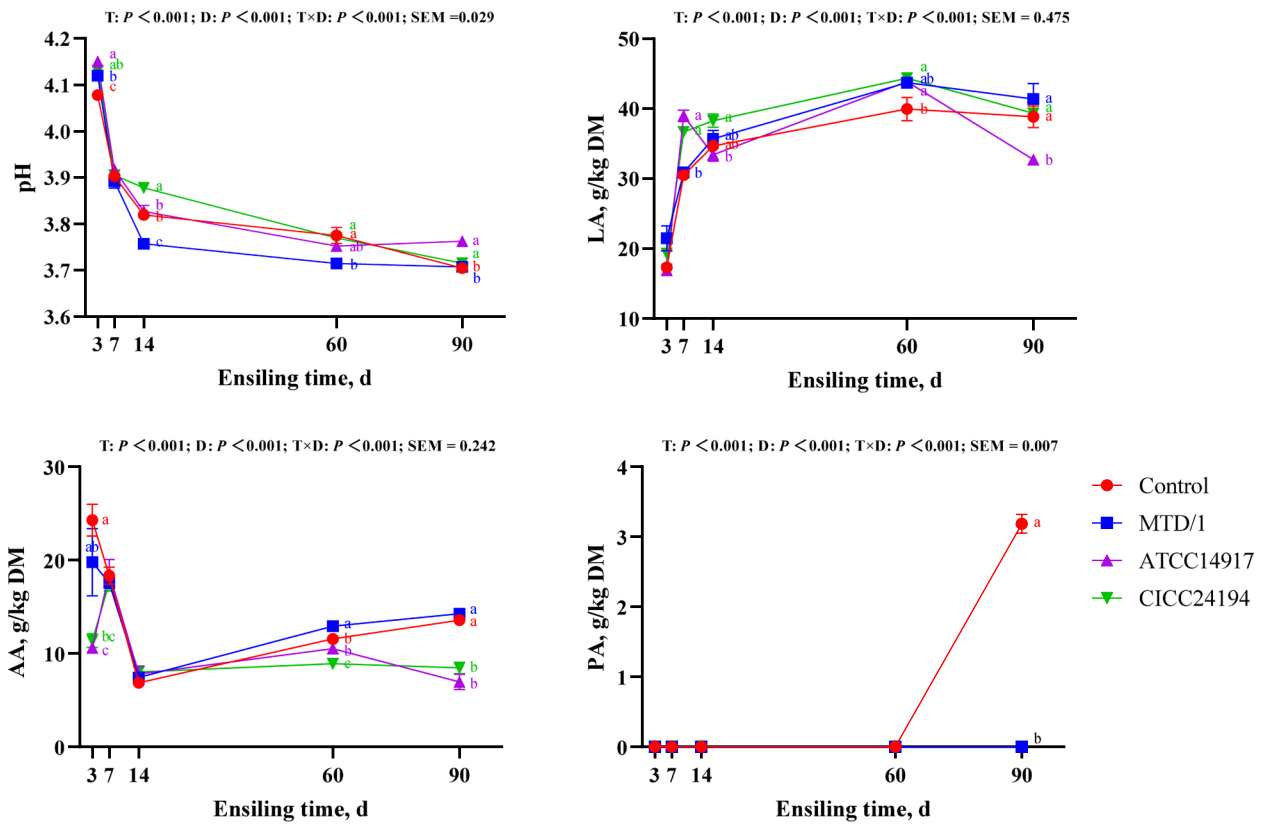 T: P < 0.001; D: P < 0.001; T×D: P < 0.001; SEM =0.029
4.2
4.1
4.0
3.9
3.8
3.7
3.6
pH
a
ab
b
c
a
b
b
c
a
a
ab
b
a
a
b
b
3 7 14 60 90
Ensiling time, d
T: P < 0.001; D: P < 0.001; T×D: P < 0.001; SEM = 0.475
50
40
30
20
10
LA, g/kg DM
a
a
b
a
ab
ab
b
a
ab
a
b
a
a
b
3 7 14 60 90
Ensiling time, d
T: P < 0.001; D: P < 0.001; T×D: P < 0.001; SEM = 0.242
30
20
10
0
AA, g/kg DM
a
ab
bc
c
a
b
b
c
a
a
b
b
3 7 14 60 90
Ensiling time, d
T: P < 0.001; D: P < 0.001; T×D: P < 0.001; SEM = 0.007
4
3
2
1
0
PA, g/kg DM
a
b
3 7 14 60 90
Ensiling time, d
Control
MTD/1
ATCC14917
CICC24194